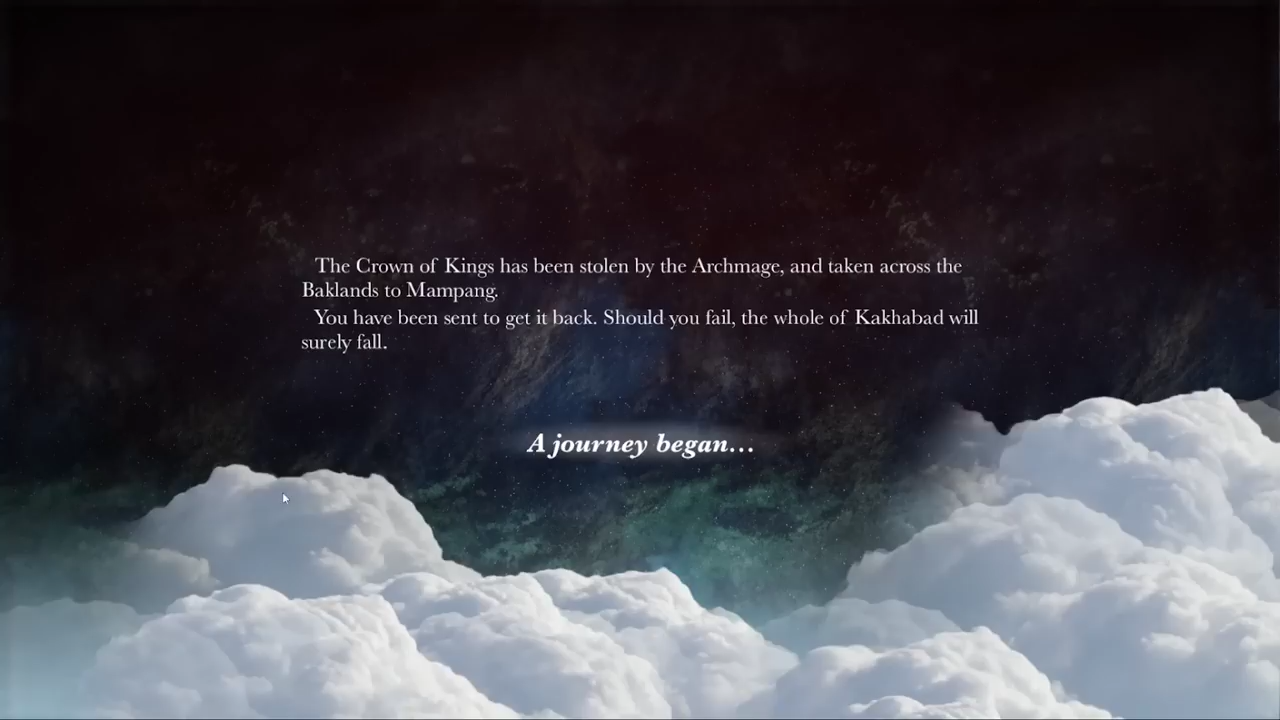 The Crown of Kings has been stolen by the Archmage, and taken across the
Baklands to Mampang.
You have been sent to get it back. Should you fail, the whole of Kakhabad will
surely fall.
A journey began...